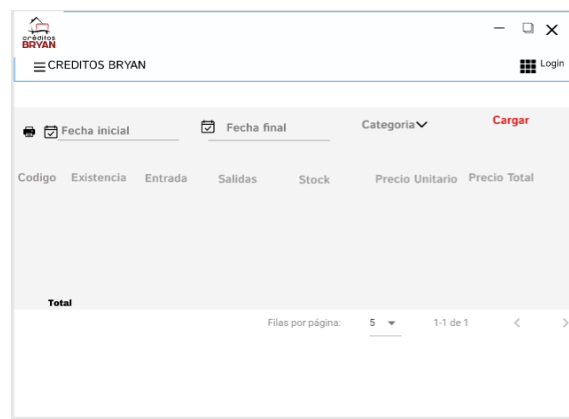 créditos
BRYAN
CREDITOS BRYAN
Login
Fecha inicial
Fecha final
Categoria
Cargar
Codigo Existencia Entrada Salidas Stock Precio Unitario Precio Total
Total
Filas por página: 5 1-1 de 1